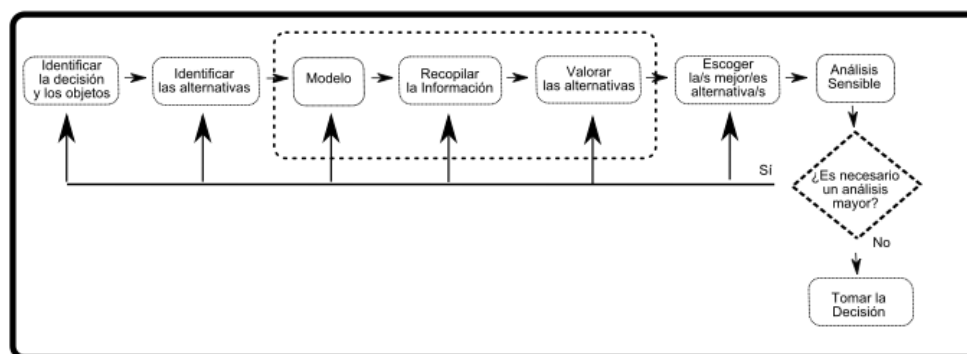 Identificar
la decisión
y los objetos
Identificar
las alternativas
Modelo
Recopilar
la Información
Valorar
las alternativas
Escoger
la/s mejor/es
alternativa/s
Análisis
Sensible
Sí
¿Es necesario
un análisis
mayor?
No
Tomar la
Decisión